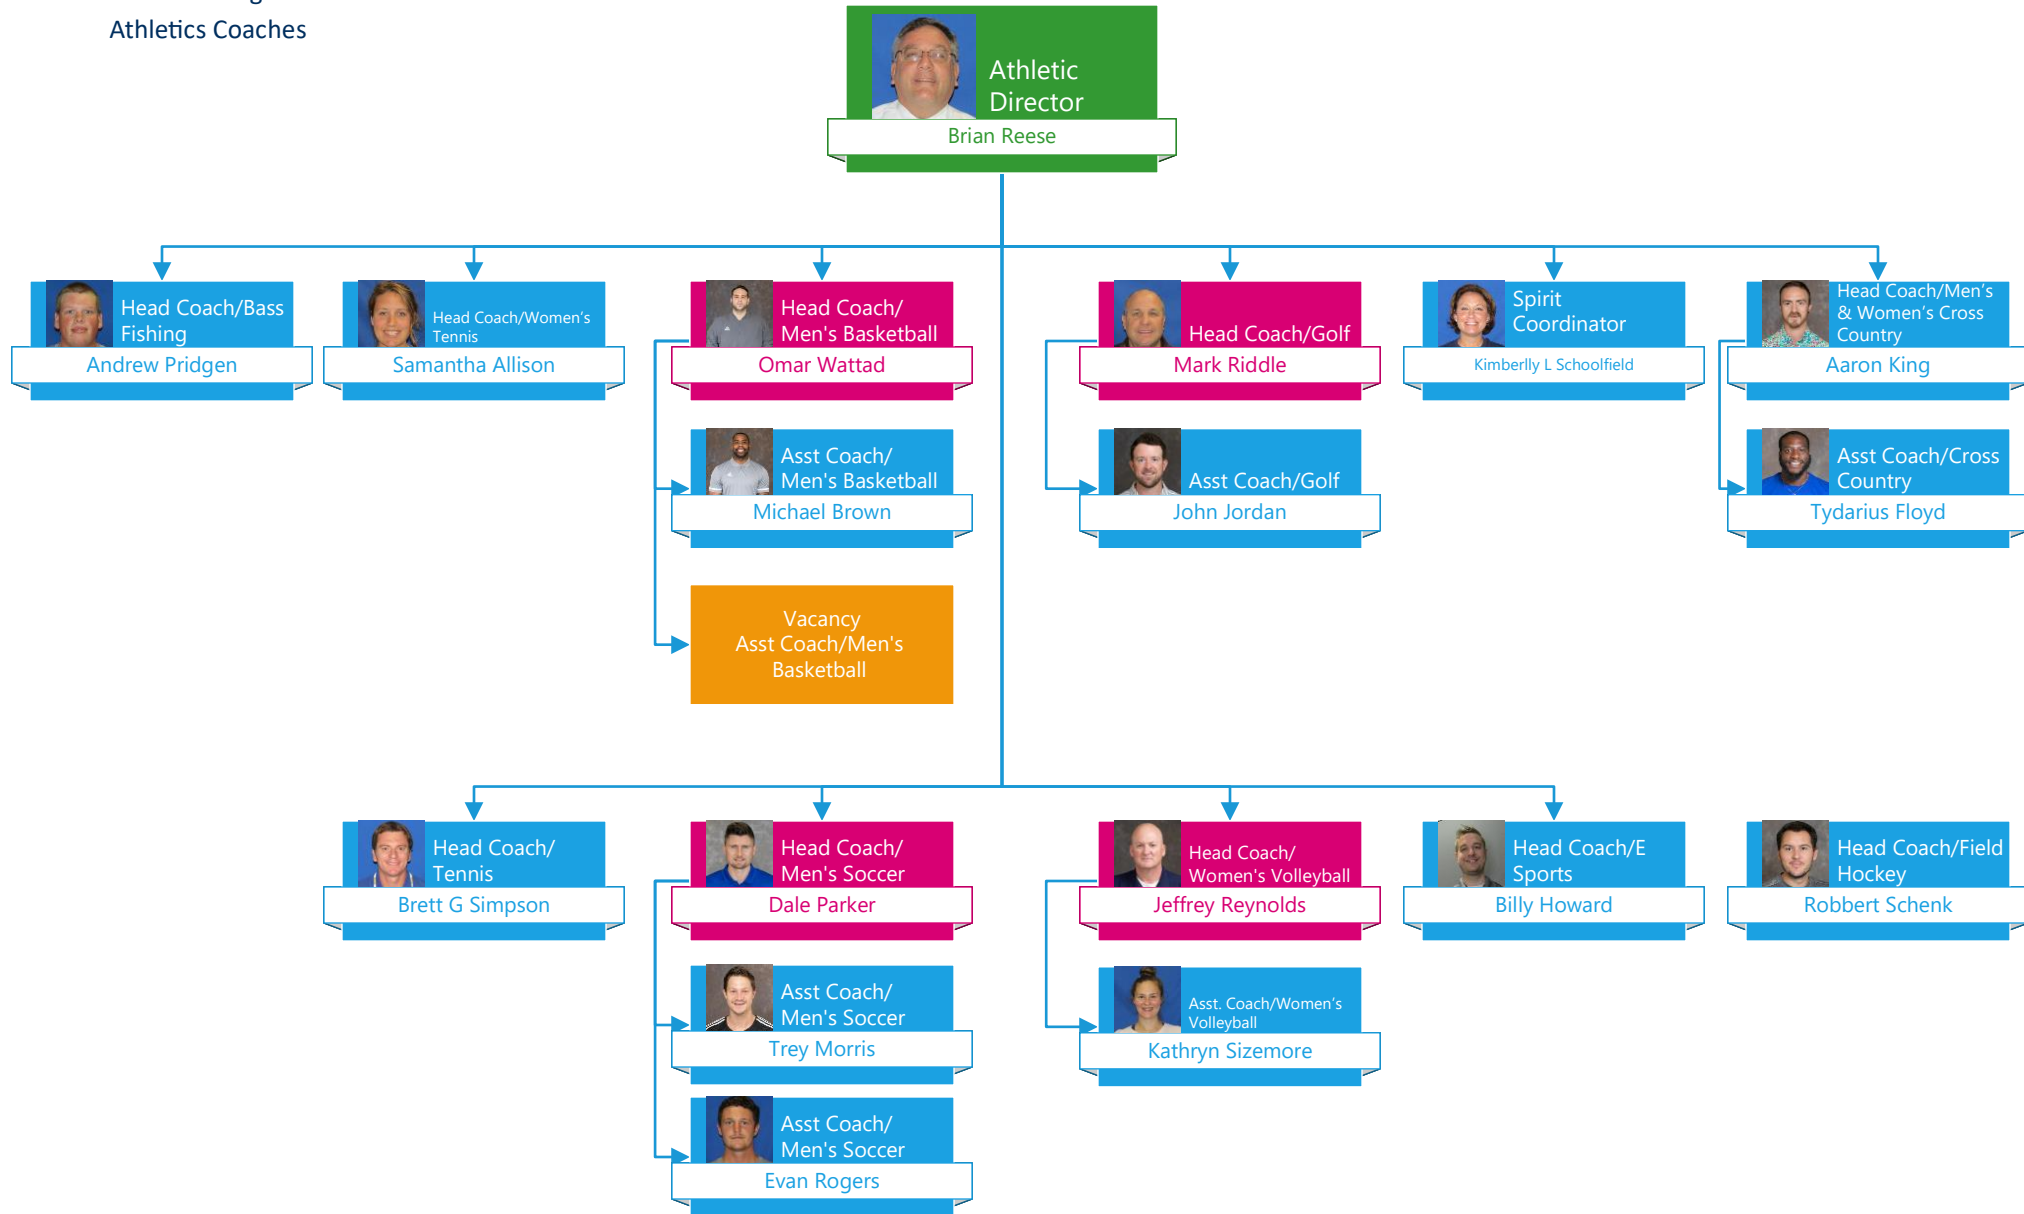 Athletics Coaches
Athletic
Director
Brian Reese
Head Coach/Bass
Fishing
Andrew Pridgen
Head Coach/Women's
Tennis
Samantha Allison
Head Coach/
Men's Basketball
Omar Wattad
Head Coach/Golf
Mark Riddle
Spirit
Coordinator
Kimberlly L Schoolfield
Head Coach/Men's
& Women's Cross
Country
Aaron King
Asst Coach/
Men's Basketball
Michael Brown
Asst Coach/Golf
John Jordan
Asst Coach/Cross
Country
Tydarius Floyd
Vacancy
Asst Coach/Men's
Basketball
Head Coach/
Tennis
Brett G Simpson
Head Coach/
Men's Soccer
Dale Parker
Head Coach/
Women's Volleyball
Jeffrey Reynolds
Head Coach/E
Sports
Billy Howard
Head Coach/Field
Hockey
Robbert Schenk
Asst Coach/
Men's Soccer
Trey Morris
Asst. Coach/Women's
Volleyball
Kathryn Sizemore
Asst Coach/
Men's Soccer
Evan Rogers